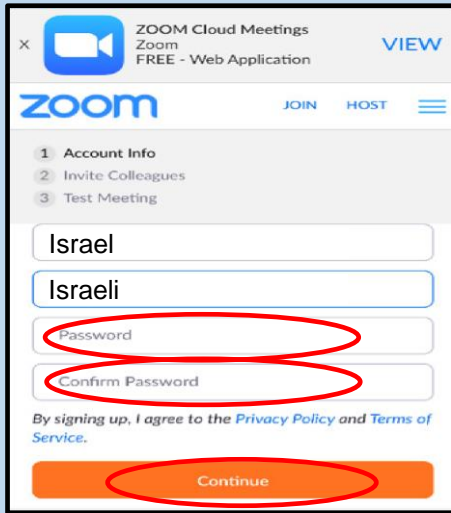 ZOOM Cloud Meetings
× Zoom VIEW
FREE - Web Application
zoom JOIN HOST
1 Account Info
2 Invite Colleagues
3 Test Meeting
Israel
Israeli
Password
Confirm Password
By signing up, I agree to the Privacy Policy and Terms of
Service.
Continue